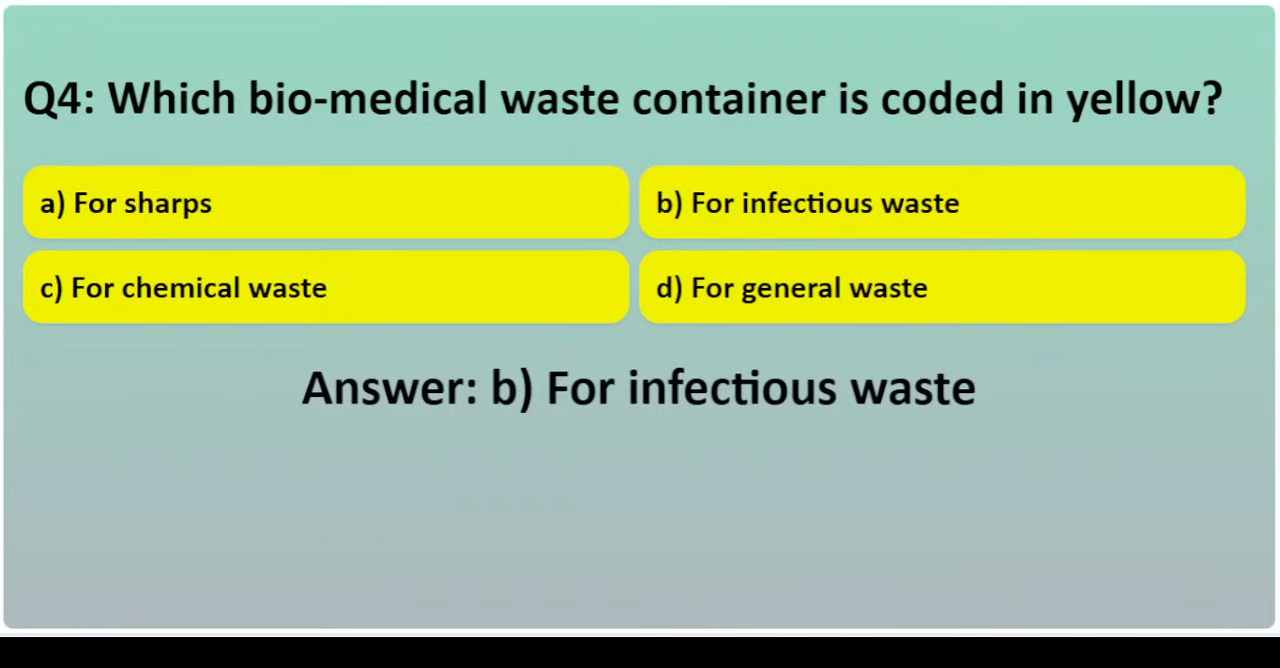 Q4: Which bio-medical waste container is coded in yellow?
a) For sharps
b) For infectious waste
c) For chemical waste
d) For general waste
Answer: b) For infectious waste